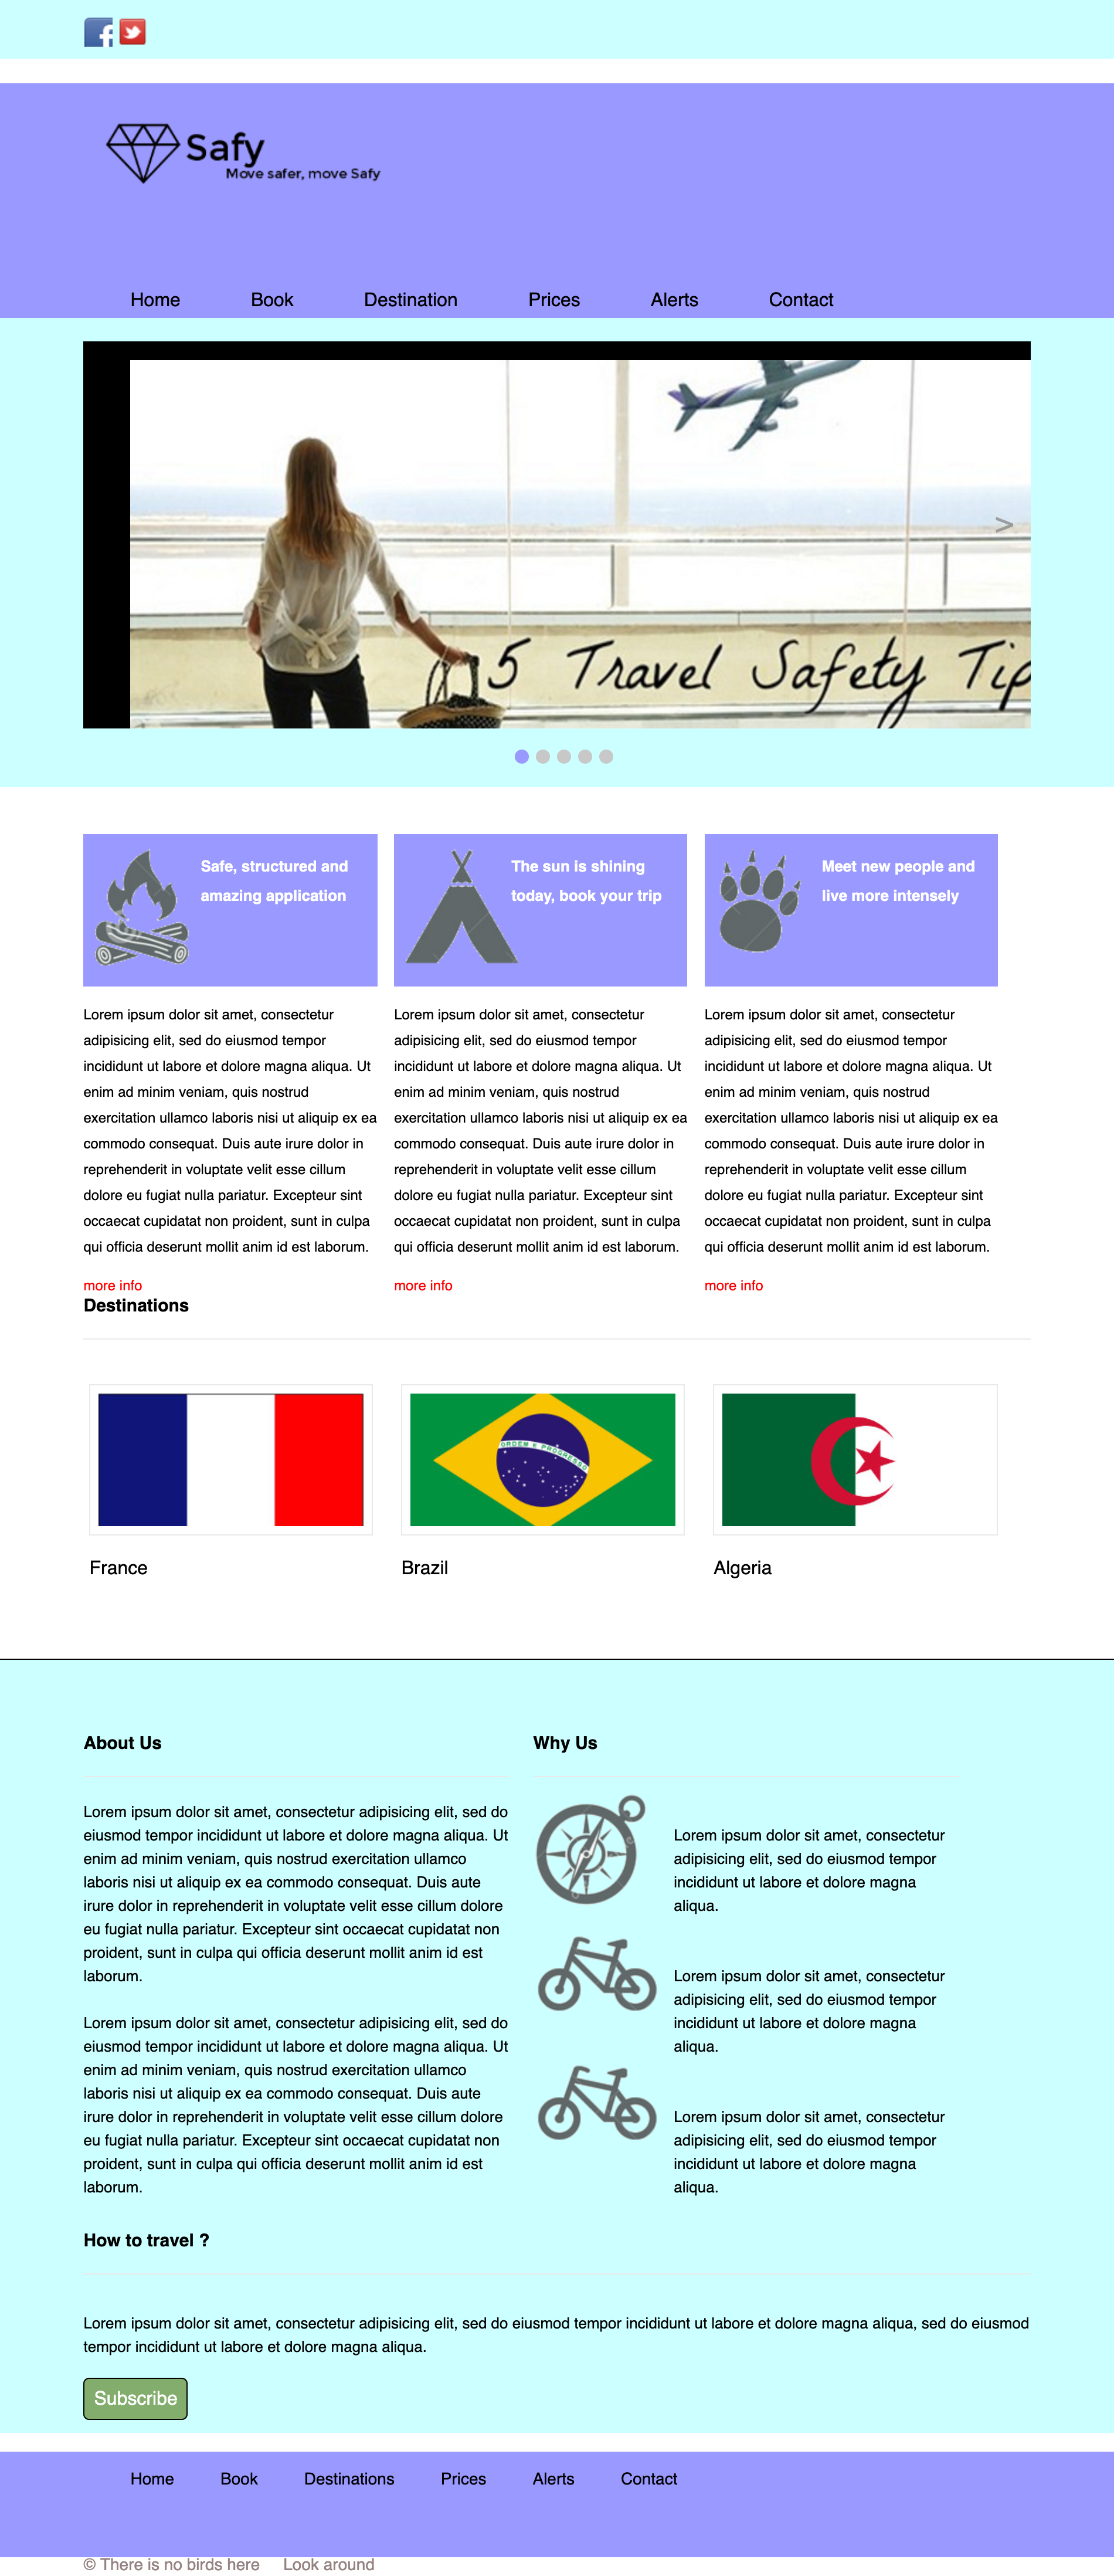 Safy
Move safer, move Safy
Home Book Destination Prices Alerts Contact
>
5 Travel Safety Tip
Safe, structured and
amazing application
Lorem ipsum dolor sit amet, consectetur
adipisicing elit, sed do eiusmod tempor
incididunt ut labore et dolore magna aliqua. Ut
enim ad minim veniam, quis nostrud
exercitation ullamco laboris nisi ut aliquip ex ea
commodo consequat. Duis aute irure dolor in
reprehenderit in voluptate velit esse cillum
dolore eu fugiat nulla pariatur. Excepteur sint
occaecat cupidatat non proident, sunt in culpa
qui officia deserunt mollit anim id est laborum.
more info
The sun is shining
today, book your trip
Lorem ipsum dolor sit amet, consectetur
adipisicing elit, sed do eiusmod tempor
incididunt ut labore et dolore magna aliqua. Ut
enim ad minim veniam, quis nostrud
exercitation ullamco laboris nisi ut aliquip ex ea
commodo consequat. Duis aute irure dolor in
reprehenderit in voluptate velit esse cillum
dolore eu fugiat nulla pariatur. Excepteur sint
occaecat cupidatat non proident, sunt in culpa
qui officia deserunt mollit anim id est laborum.
more info
Meet new people and
live more intensely
Lorem ipsum dolor sit amet, consectetur
adipisicing elit, sed do eiusmod tempor
incididunt ut labore et dolore magna aliqua. Ut
enim ad minim veniam, quis nostrud
exercitation ullamco laboris nisi ut aliquip ex ea
commodo consequat. Duis aute irure dolor in
reprehenderit in voluptate velit esse cillum
dolore eu fugiat nulla pariatur. Excepteur sint
occaecat cupidatat non proident, sunt in culpa
qui officia deserunt mollit anim id est laborum.
more info
Destinations
ORDEM E PROGRESSO
France
Brazil
Algeria
About Us
Lorem ipsum dolor sit amet, consectetur adipisicing elit, sed do
eiusmod tempor incididunt ut labore et dolore magna aliqua. Ut
enim ad minim veniam, quis nostrud exercitation ullamco
laboris nisi ut aliquip ex ea commodo consequat. Duis aute
irure dolor in reprehenderit in voluptate velit esse cillum dolore
eu fugiat nulla pariatur. Excepteur sint occaecat cupidatat non
proident, sunt in culpa qui officia deserunt mollit anim id est
laborum.
Lorem ipsum dolor sit amet, consectetur adipisicing elit, sed do
eiusmod tempor incididunt ut labore et dolore magna aliqua. Ut
enim ad minim veniam, quis nostrud exercitation ullamco
laboris nisi ut aliquip ex ea commodo consequat. Duis aute
irure dolor in reprehenderit in voluptate velit esse cillum dolore
eu fugiat nulla pariatur. Excepteur sint occaecat cupidatat non
proident, sunt in culpa qui officia deserunt mollit anim id est
laborum.
Why Us
Lorem ipsum dolor sit amet, consectetur
adipisicing elit, sed do eiusmod tempor
incididunt ut labore et dolore magna
aliqua.
Lorem ipsum dolor sit amet, consectetur
adipisicing elit, sed do eiusmod tempor
incididunt ut labore et dolore magna
aliqua.
Lorem ipsum dolor sit amet, consectetur
adipisicing elit, sed do eiusmod tempor
incididunt ut labore et dolore magna
aliqua.
How to travel ?
Lorem ipsum dolor sit amet, consectetur adipisicing elit, sed do eiusmod tempor incididunt ut labore et dolore magna aliqua, sed do eiusmod
tempor incididunt ut labore et dolore magna aliqua.
Subscribe
Home Book Destinations Prices Alerts Contact
© There is no birds here Look around